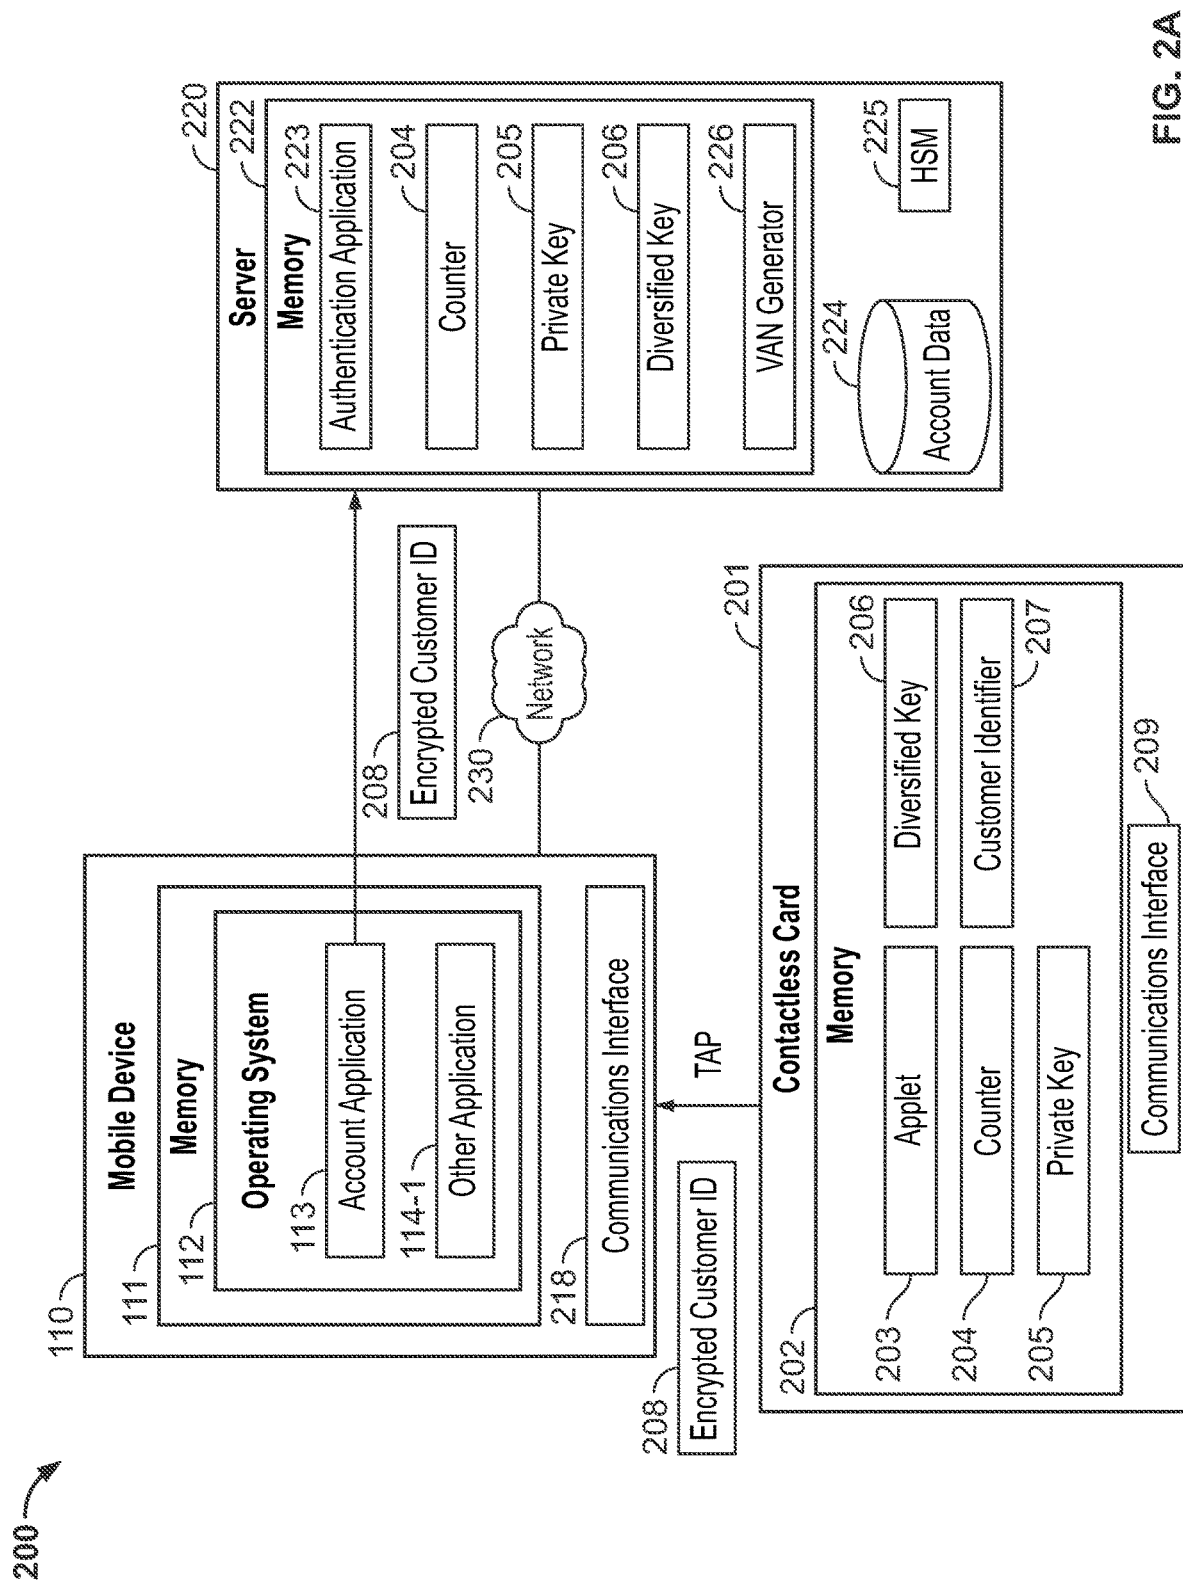 200
110
Mobile Device
111
Memory
112
Operating System
113
Account Application
114-1
Other Application
218
Communications Interface
208
Encrypted Customer ID
230
Network
220
Server
222
Memory
223
Authentication Application
204
Counter
205
Private Key
206
Diversified Key
226
VAN Generator
224
Account Data
225
HSM
208
Encrypted Customer ID
TAP
201
Contactless Card
202
Memory
203
Applet
206
Diversified Key
204
Counter
207
Customer Identifier
205
Private Key
209
Communications Interface
FIG. 2A